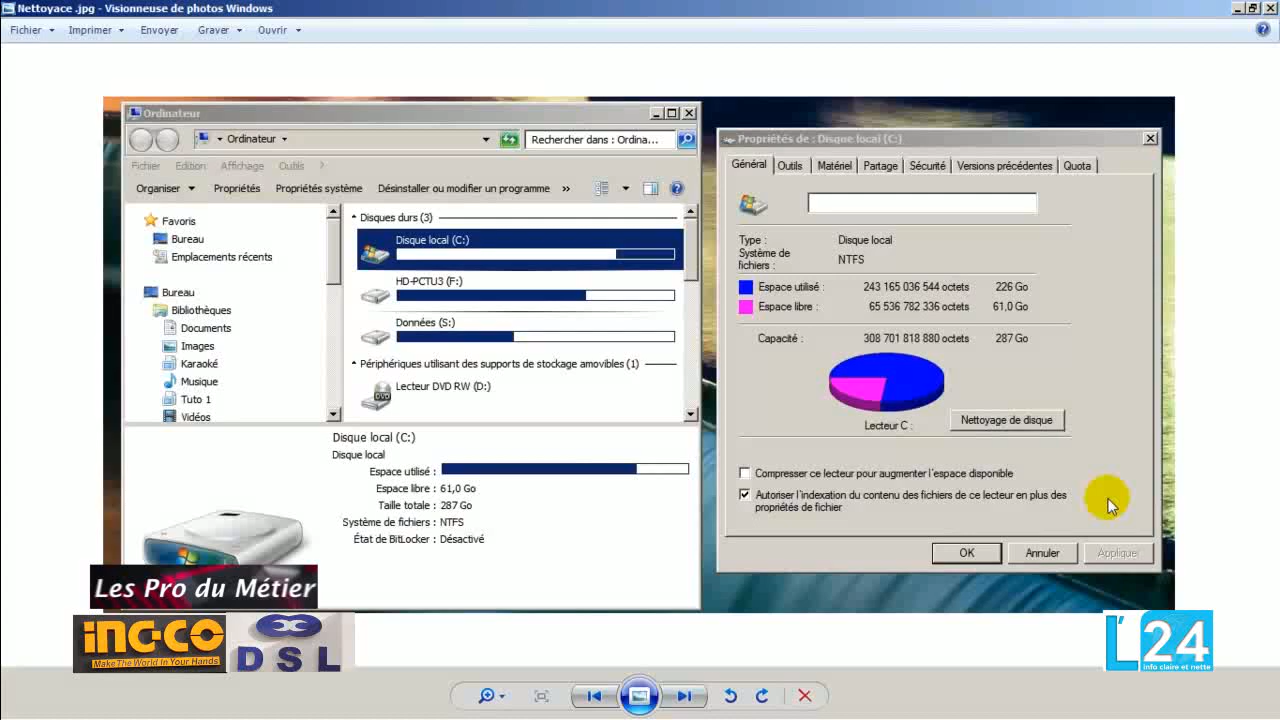 Nettoyace .jpg - Visionneuse de photos Windows
Fichier Imprimer Envoyer Graver Ouvrir
Ordinateur
Ordinateur
Rechercher dans : Ordina...
Fichier Edition Affichage Outils
Organiser Propriétés Propriétés système Désinstaller ou modifier un programme »
Favoris
Bureau
Emplacements récents
Bureau
Bibliothèques
Documents
Images
Karaoké
Musique
Tuto 1
Vidéos
Disques durs (3)
Disque local (C:)
HD-PCTU3 (F:)
Données (S:)
Périphériques utilisant des supports de stockage amovibles (1)
Lecteur DVD RW (D:)
DVD
Disque local (C:)
Disque local
Espace utilisé :
Espace libre : 61,0 Go
Taille totale : 287 Go
Système de fichiers : NTFS
État de BitLocker : Désactivé
Propriétés de : Disque local (C:)
Général Outils Matériel Partage Sécurité Versions précédentes Quota
Type : Disque local
Système de fichiers : NTFS
Espace utilisé : 243 165 036 544 octets 226 Go
Espace libre : 65 536 782 336 octets 61,0 Go
Capacité : 308 701 818 880 octets 287 Go
Lecteur C :
Nettoyage de disque
Compresser ce lecteur pour augmenter l'espace disponible
Autoriser l'indexation du contenu des fichiers de ce lecteur en plus des
propriétés de fichier
OK Annuler Appliquer
Les Pro du Métier
INGCO
Make The World In Your Hands
DSL
L'24
info claire et nette